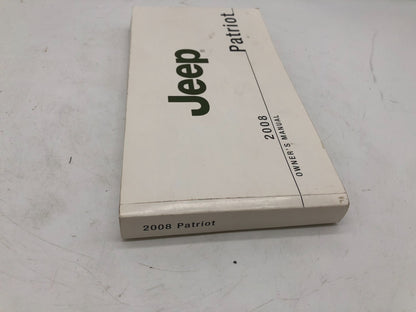 Jeep
Patriot
2008
OWNER'S MANUAL
2008 Patriot